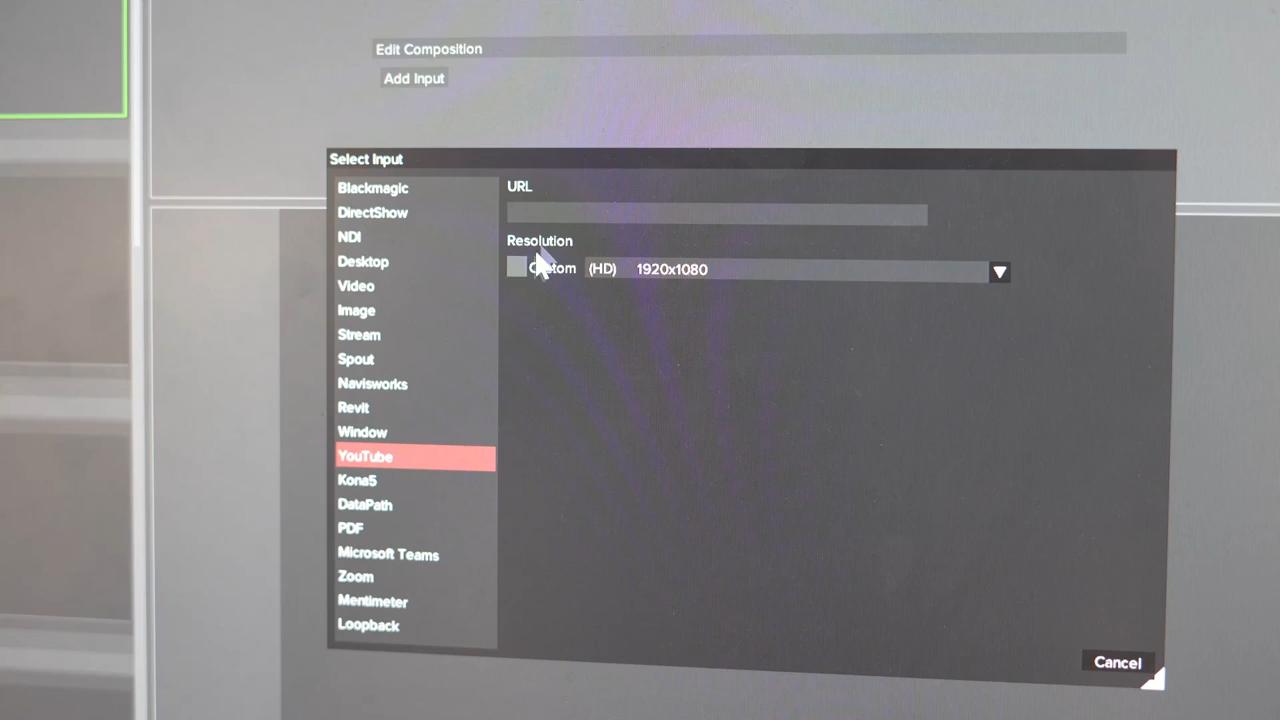 Edit Composition
Add Input
Select Input
Blackmagic
DirectShow
NDI
Desktop
Video
Image
Stream
Spout
Navisworks
Revit
Window
YouTube
Kona5
DataPath
PDF
Microsoft Teams
Zoom
Mentimeter
Loopback
URL
Resolution
Custom (HD) 1920x1080
Cancel